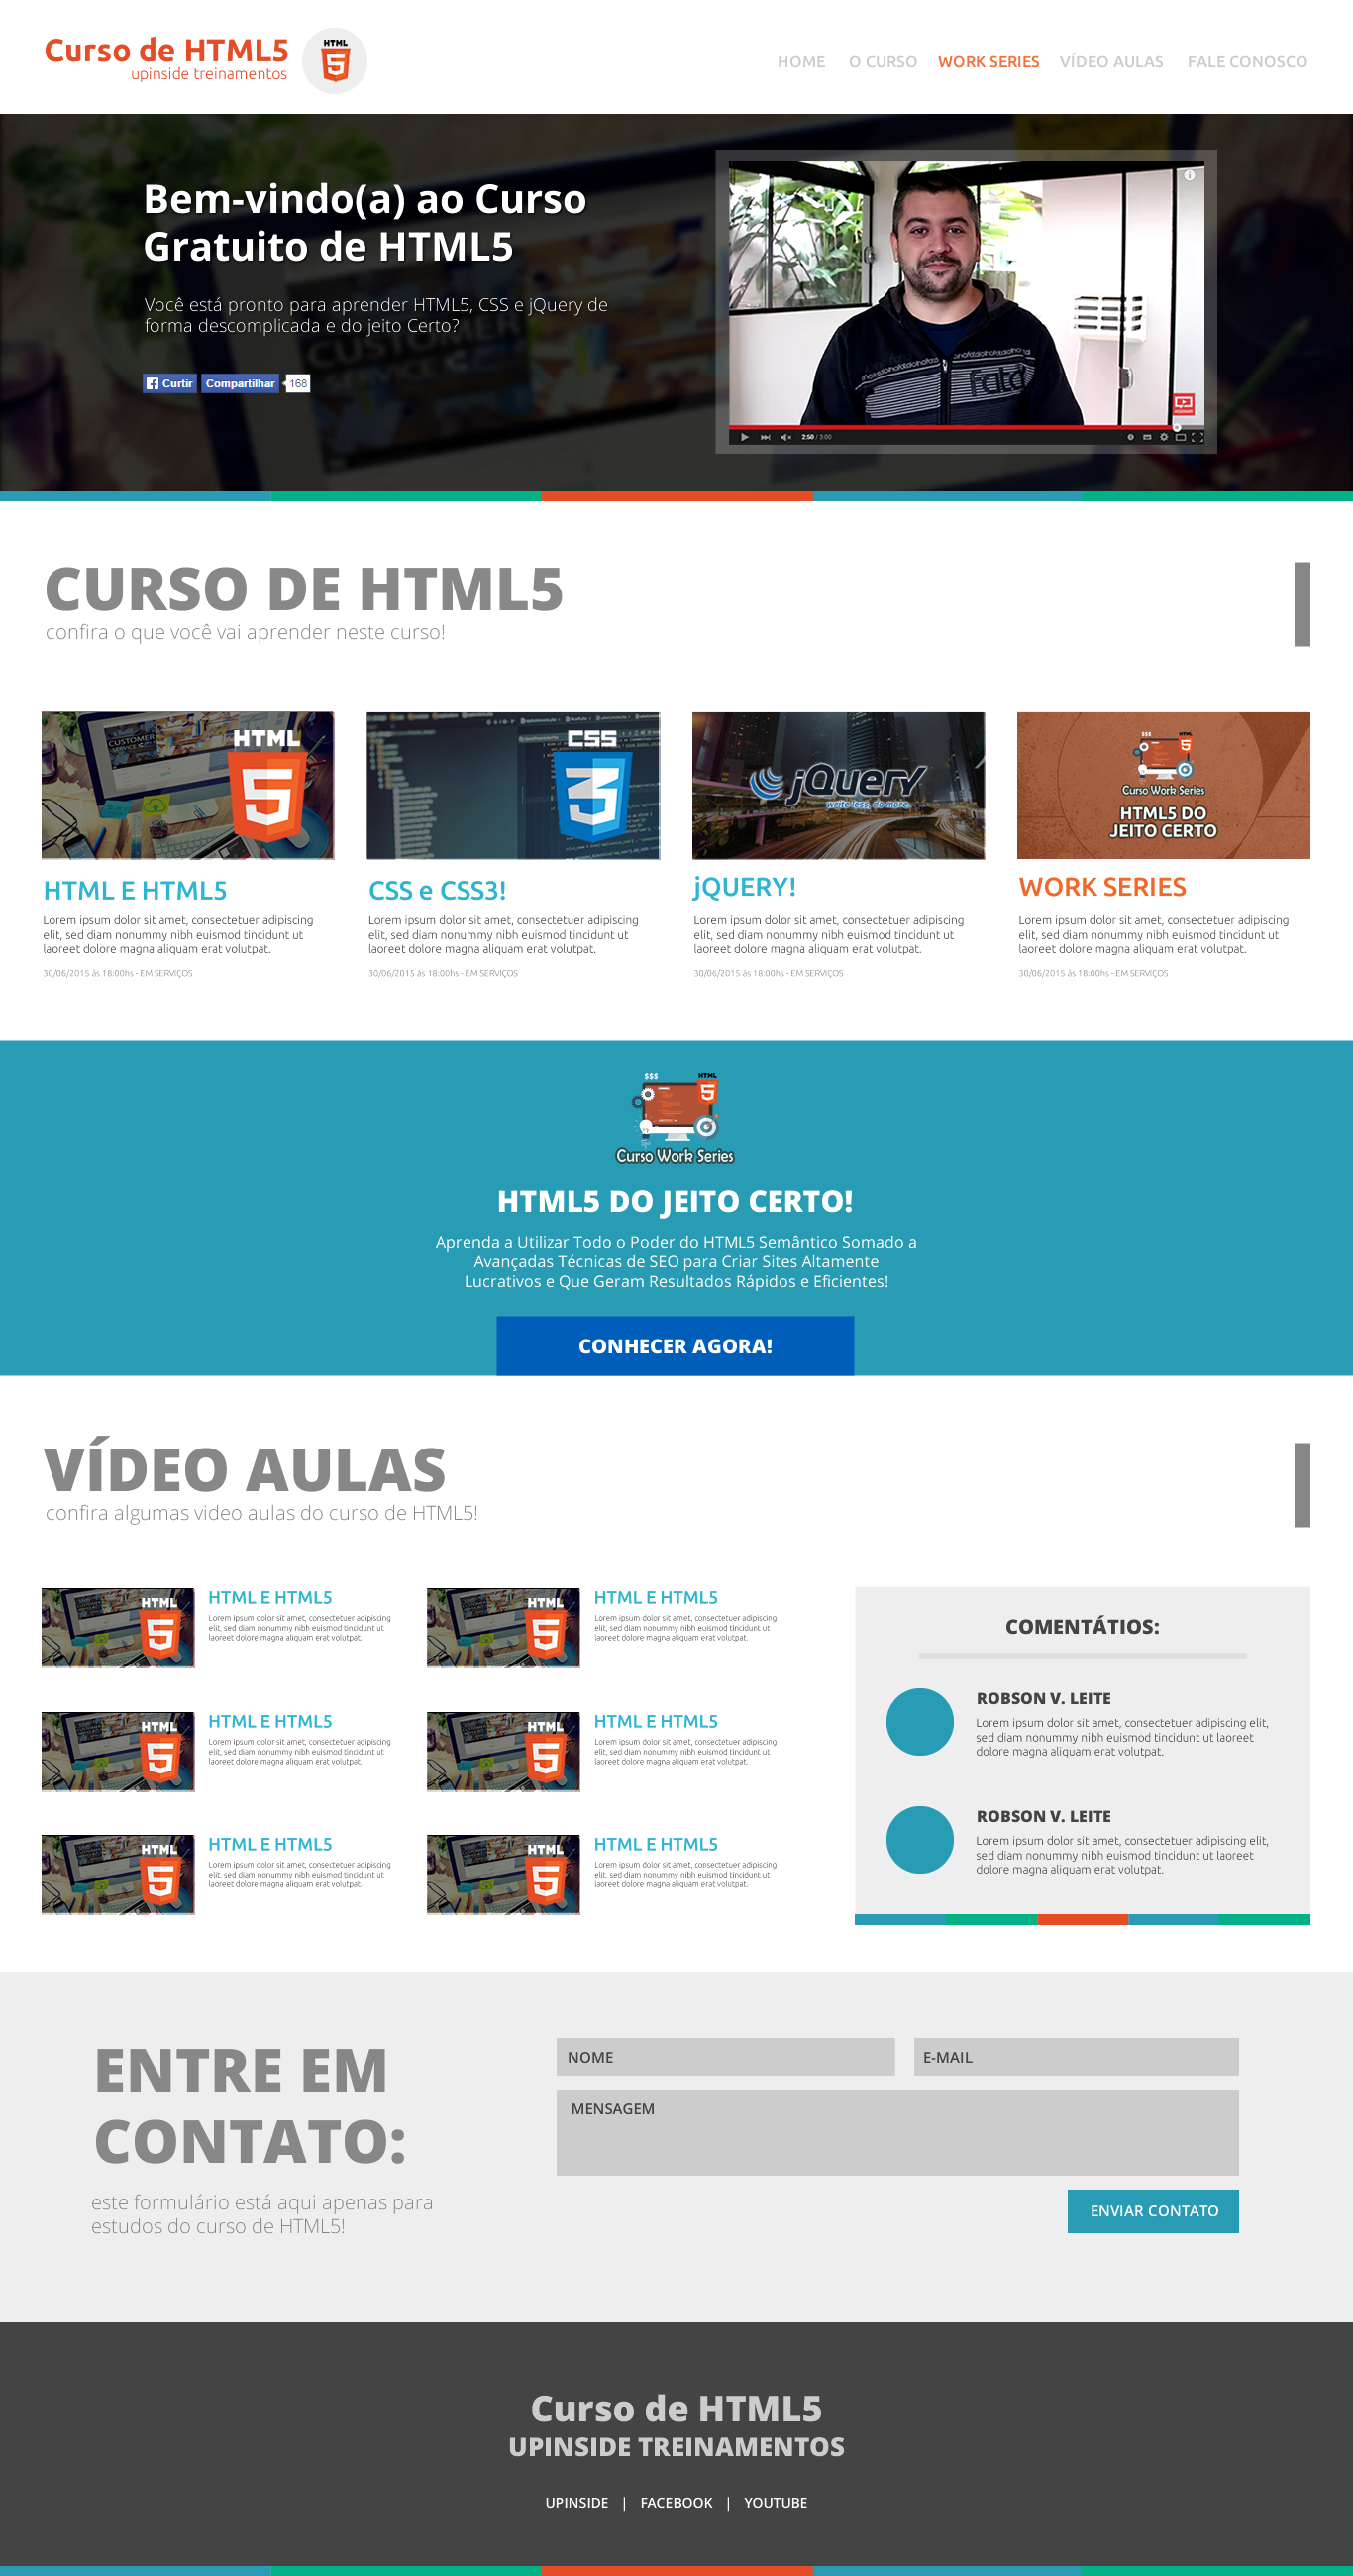 Curso de HTML5
upinside treinamentos
HTML
5
HOME O CURSO WORK SERIES VÍDEO AULAS FALE CONOSCO
Bem-vindo(a) ao Curso
Gratuito de HTML5
Você está pronto para aprender HTML5, CSS e jQuery de
forma descomplicada e do jeito Certo?
Curtir Compartilhar 168
2:50 / 3:00
CURSO DE HTML5
confira o que você vai aprender neste curso!
CUSTOMER
SERVICE
HTML
5
HTML E HTML5
Lorem ipsum dolor sit amet, consectetuer adipiscing
elit, sed diam nonummy nibh euismod tincidunt ut
laoreet dolore magna aliquam erat volutpat.
30/06/2015 ás 18:00hs - EM SERVIÇOS
CSS
3
CSS e CSS3!
Lorem ipsum dolor sit amet, consectetuer adipiscing
elit, sed diam nonummy nibh euismod tincidunt ut
laoreet dolore magna aliquam erat volutpat.
30/06/2015 ás 18:00hs - EM SERVIÇOS
jQuery
write less, do more.
jQUERY!
Lorem ipsum dolor sit amet, consectetuer adipiscing
elit, sed diam nonummy nibh euismod tincidunt ut
laoreet dolore magna aliquam erat volutpat.
30/06/2015 ás 18:00hs - EM SERVIÇOS
$$$ HTML
5
Curso Work Series
HTML5 DO
JEITO CERTO
WORK SERIES
Lorem ipsum dolor sit amet, consectetuer adipiscing
elit, sed diam nonummy nibh euismod tincidunt ut
laoreet dolore magna aliquam erat volutpat.
30/06/2015 ás 18:00hs - EM SERVIÇOS
$$$ HTML
5
Curso Work Series
HTML5 DO JEITO CERTO!
Aprenda a Utilizar Todo o Poder do HTML5 Semântico Somado a
Avançadas Técnicas de SEO para Criar Sites Altamente
Lucrativos e Que Geram Resultados Rápidos e Eficientes!
CONHECER AGORA!
VÍDEO AULAS
confira algumas video aulas do curso de HTML5!
HTML
5
HTML E HTML5
Lorem ipsum dolor sit amet, consectetuer adipiscing
elit, sed diam nonummy nibh euismod tincidunt ut
laoreet dolore magna aliquam erat volutpat.
HTML
5
HTML E HTML5
Lorem ipsum dolor sit amet, consectetuer adipiscing
elit, sed diam nonummy nibh euismod tincidunt ut
laoreet dolore magna aliquam erat volutpat.
HTML
5
HTML E HTML5
Lorem ipsum dolor sit amet, consectetuer adipiscing
elit, sed diam nonummy nibh euismod tincidunt ut
laoreet dolore magna aliquam erat volutpat.
HTML
5
HTML E HTML5
Lorem ipsum dolor sit amet, consectetuer adipiscing
elit, sed diam nonummy nibh euismod tincidunt ut
laoreet dolore magna aliquam erat volutpat.
HTML
5
HTML E HTML5
Lorem ipsum dolor sit amet, consectetuer adipiscing
elit, sed diam nonummy nibh euismod tincidunt ut
laoreet dolore magna aliquam erat volutpat.
HTML
5
HTML E HTML5
Lorem ipsum dolor sit amet, consectetuer adipiscing
elit, sed diam nonummy nibh euismod tincidunt ut
laoreet dolore magna aliquam erat volutpat.
COMENTÁTIOS:
ROBSON V. LEITE
Lorem ipsum dolor sit amet, consectetuer adipiscing elit,
sed diam nonummy nibh euismod tincidunt ut laoreet
dolore magna aliquam erat volutpat.
ROBSON V. LEITE
Lorem ipsum dolor sit amet, consectetuer adipiscing elit,
sed diam nonummy nibh euismod tincidunt ut laoreet
dolore magna aliquam erat volutpat.
ENTRE EM
CONTATO:
este formulário está aqui apenas para
estudos do curso de HTML5!
NOME
E-MAIL
MENSAGEM
ENVIAR CONTATO
Curso de HTML5
UPINSIDE TREINAMENTOS
UPINSIDE | FACEBOOK | YOUTUBE